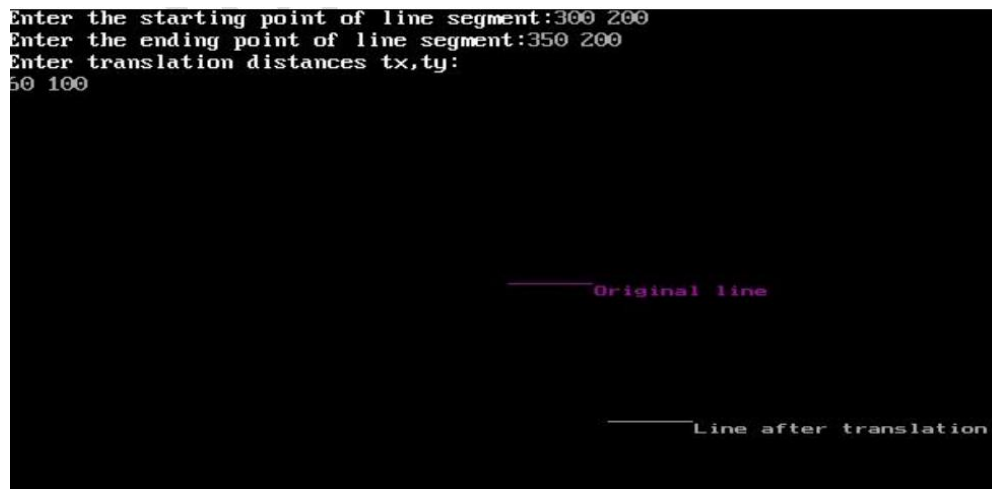 Enter the starting point of line segment:300 200
Enter the ending point of line segment:350 200
Enter translation distances tx,ty:
60 100
Original line
Line after translation